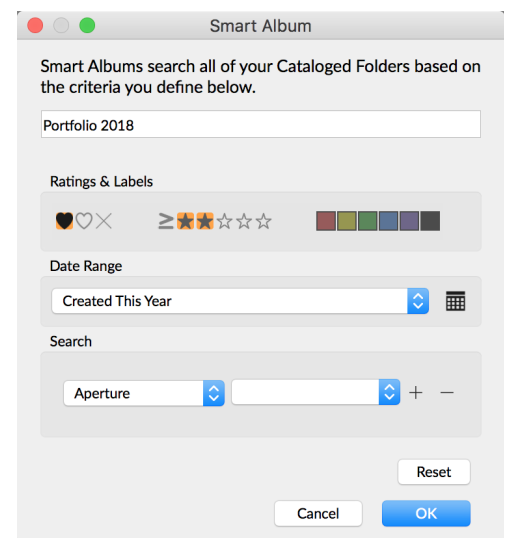 Smart Album
Smart Albums search all of your Cataloged Folders based on
the criteria you define below.
Portfolio 2018
Ratings & Labels
≥
Date Range
Created This Year
Search
Aperture
Reset
Cancel
OK